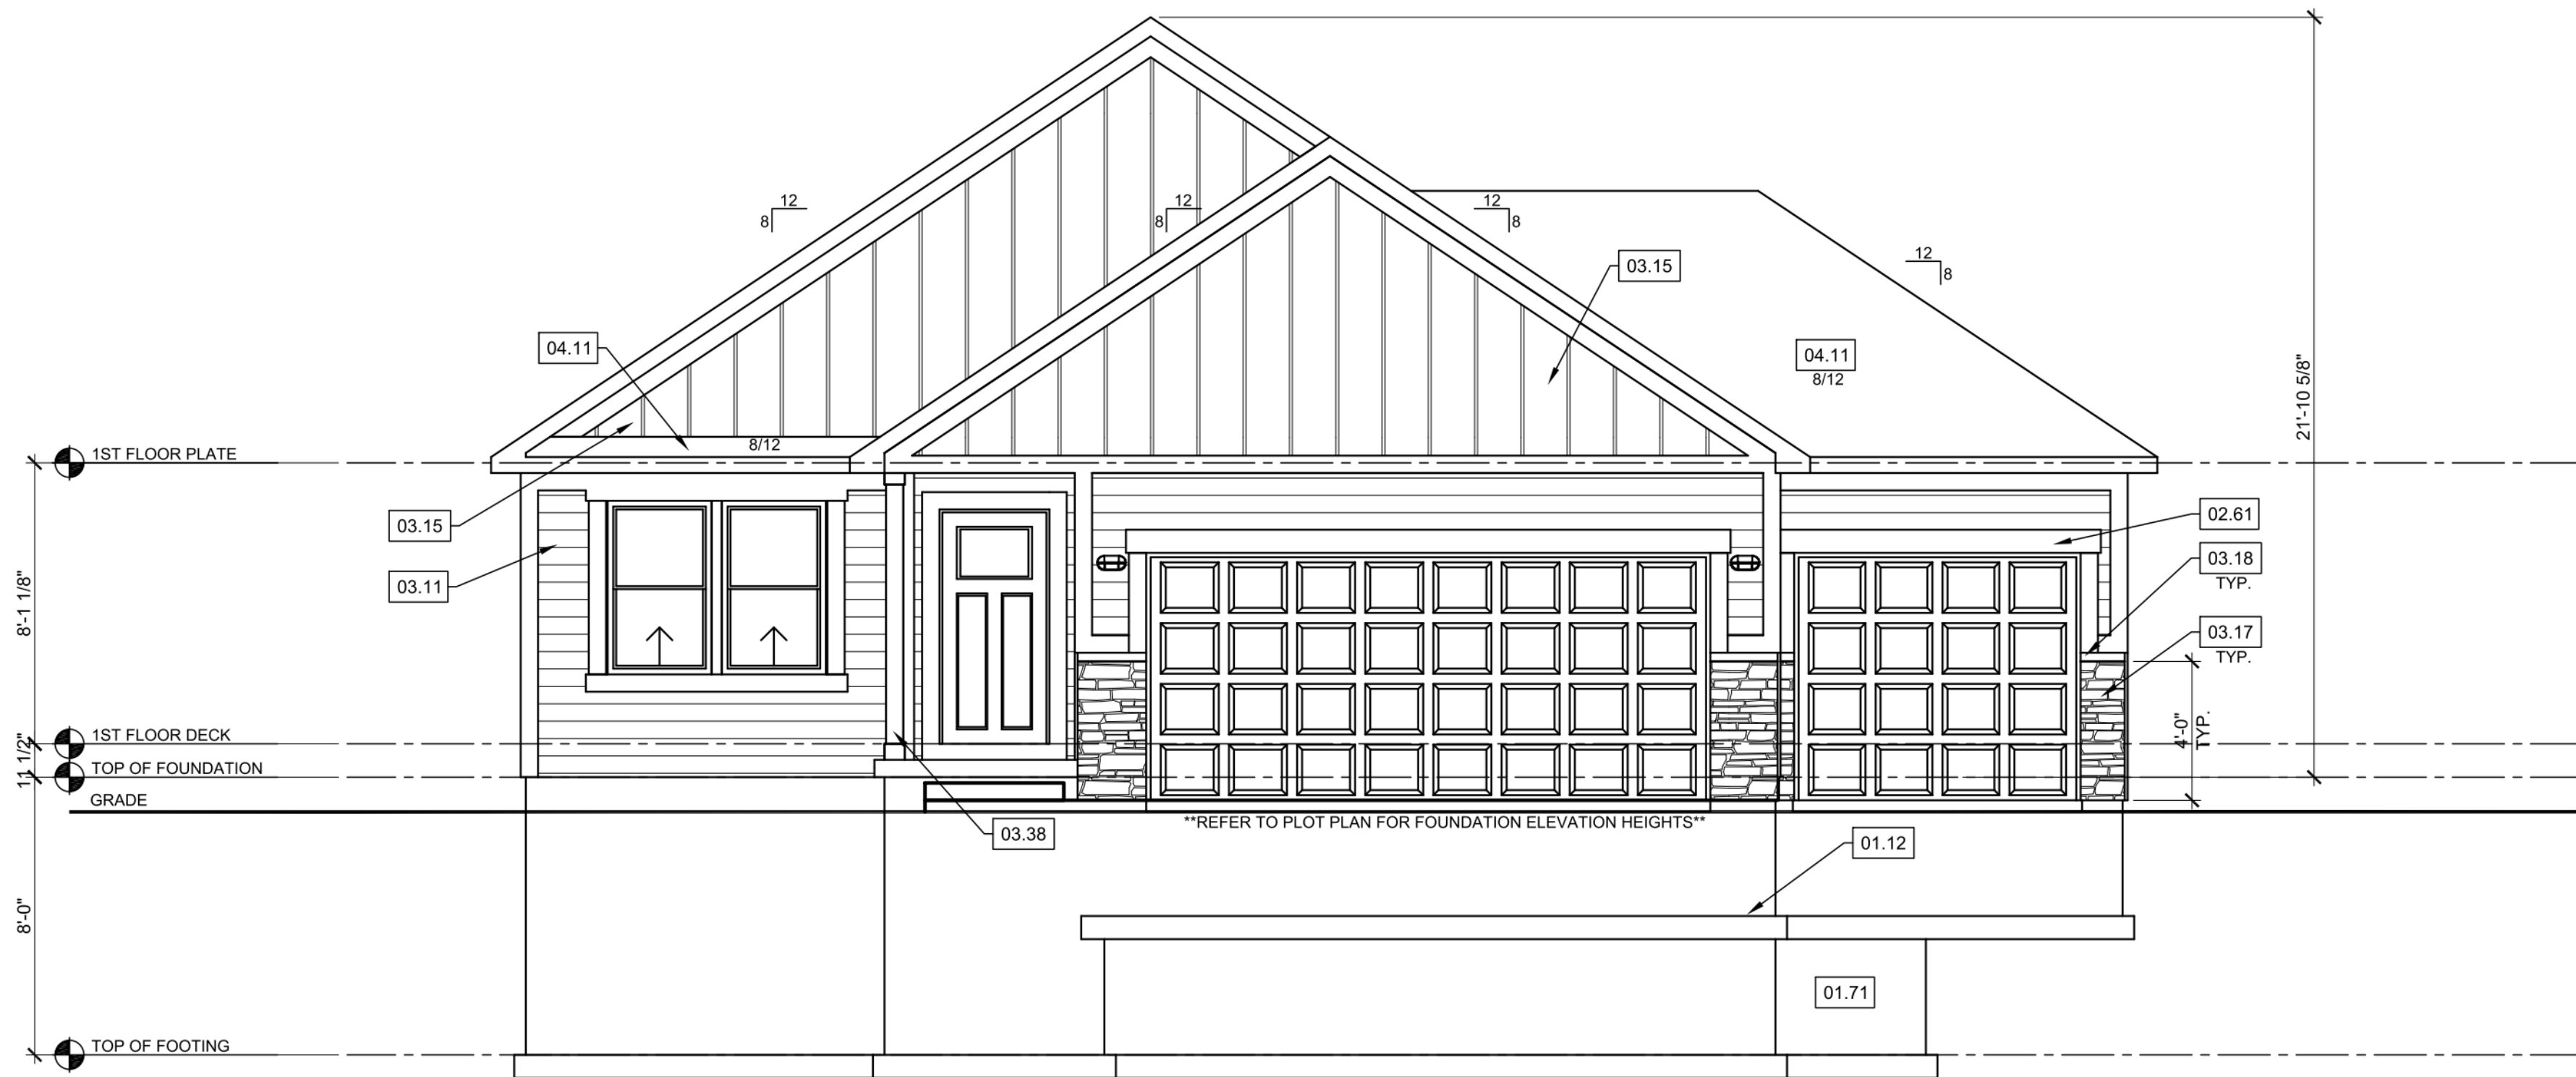 12
8
12
8
12
8
12
8
03.15
04.11
04.11
8/12
21'-10 5/8"
8/12
1ST FLOOR PLATE
03.15
02.61
03.18
TYP.
03.11
8'-1 1/8"
03.17
TYP.
4'-0"
TYP.
1ST FLOOR DECK
11 1/2"
TOP OF FOUNDATION
GRADE
**REFER TO PLOT PLAN FOR FOUNDATION ELEVATION HEIGHTS**
03.38
01.12
8'-0"
01.71
TOP OF FOOTING